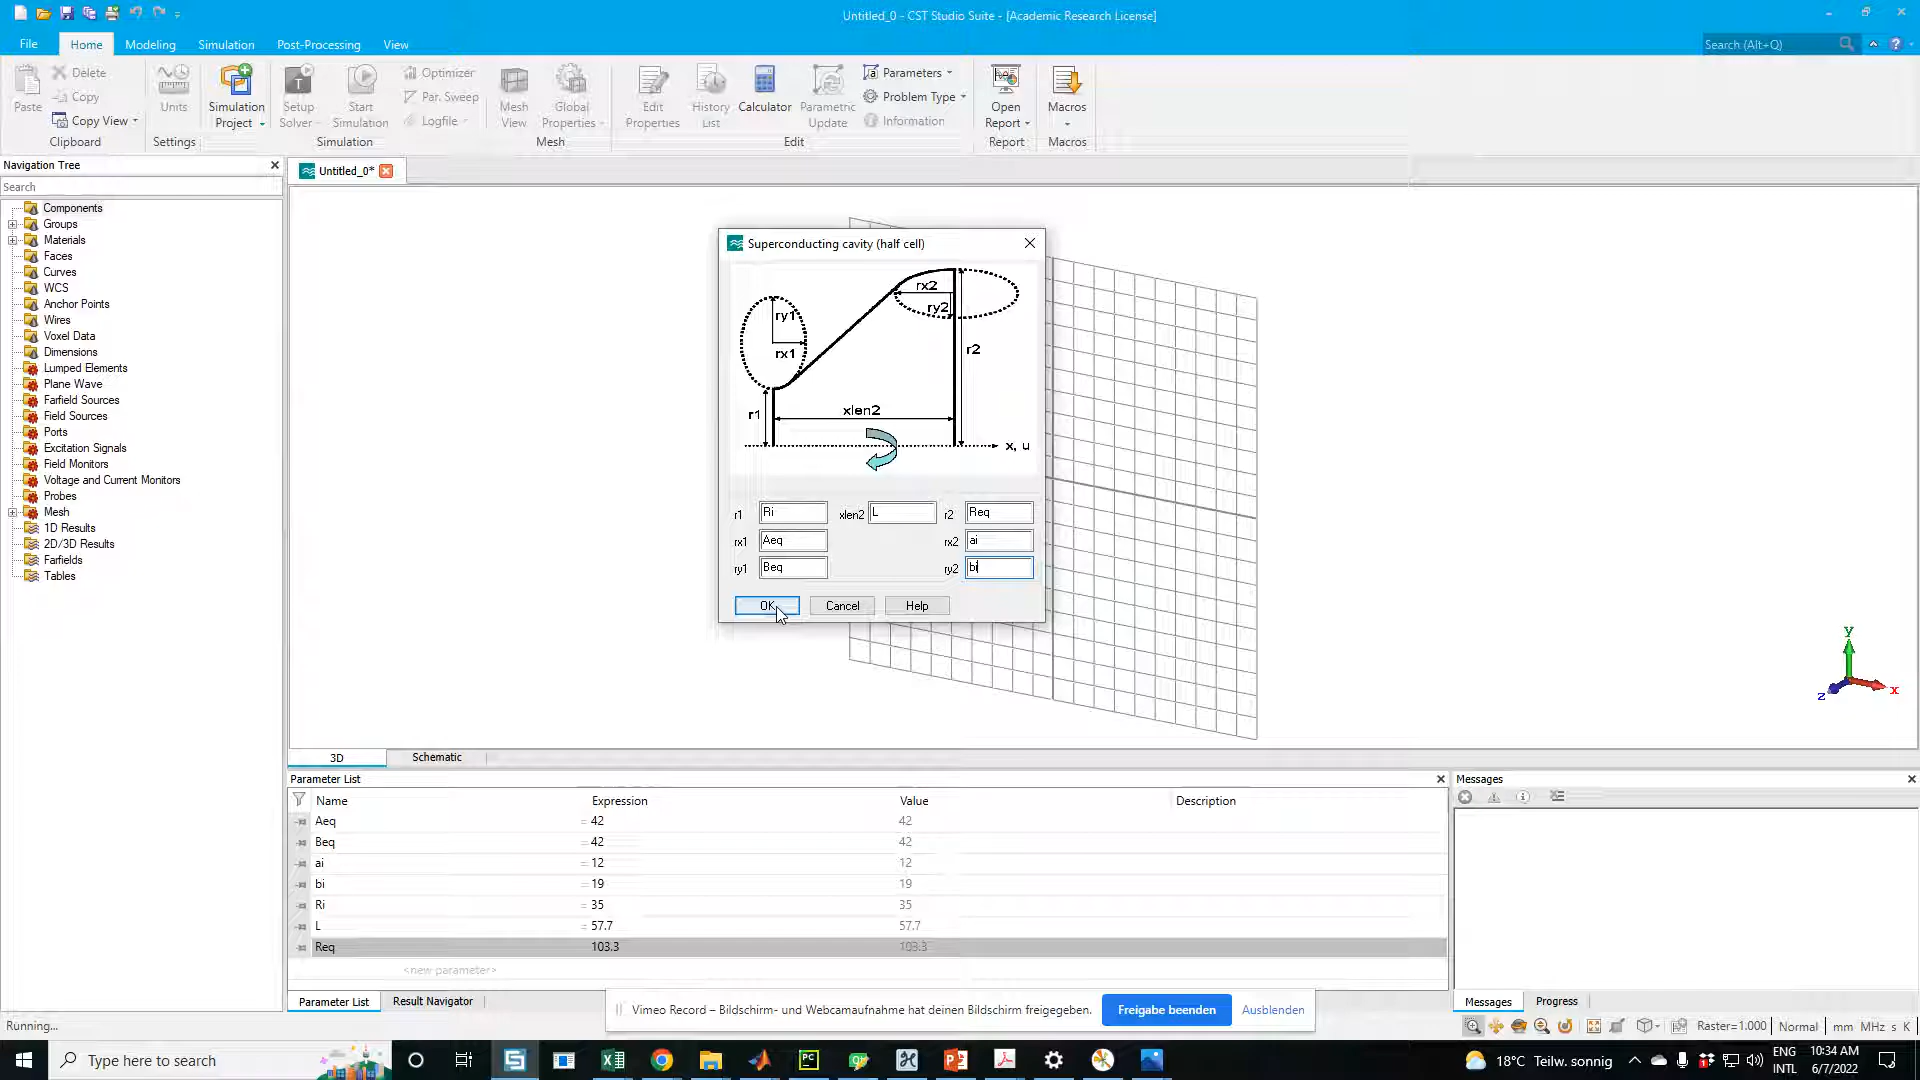 Untitled_0 - CST Studio Suite - [Academic Research License]
File
Home
Modeling
Simulation
Post-Processing
View
Search (Alt+Q)
Paste
Delete
Copy
Copy View
Clipboard
Units
Settings
Simulation
Project
Setup
Solver
Start
Simulation
Optimizer
Par. Sweep
Logfile
Simulation
Mesh
View
Global
Properties
Mesh
Edit
Properties
History
List
Calculator
Parametric
Update
Parameters
Problem Type
Information
Edit
Open
Report
Report
Macros
Macros
Navigation Tree
Search
Components
Groups
Materials
Faces
Curves
WCS
Anchor Points
Wires
Voxel Data
Dimensions
Lumped Elements
Plane Wave
Farfield Sources
Field Sources
Ports
Excitation Signals
Field Monitors
Voltage and Current Monitors
Probes
Mesh
1D Results
2D/3D Results
Farfields
Tables
Untitled_0*
Superconducting cavity (half cell)
rx2
ry2
ry1
rx1
r2
r1
xlen2
x, u
r1 Ri xlen2 L r2 Req
rx1 Aeq rx2 ai
ry1 Beq ry2 bi
OK Cancel Help
y
z x
3D Schematic
Parameter List
Name Expression Value Description
Aeq = 42 42
Beq = 42 42
ai = 12 12
bi = 19 19
Ri = 35 35
L = 57.7 57.7
Req 103.3 103.3
<new parameter>
Parameter List Result Navigator
Messages
Messages Progress
Vimeo Record – Bildschirm- und Webcamaufnahme hat deinen Bildschirm freigegeben. Freigabe beenden Ausblenden
Running...
Raster=1.000 Normal mm MHz s K
Type here to search
PC
18°C Teilw. sonnig
ENG
INTL
10:34 AM
6/7/2022